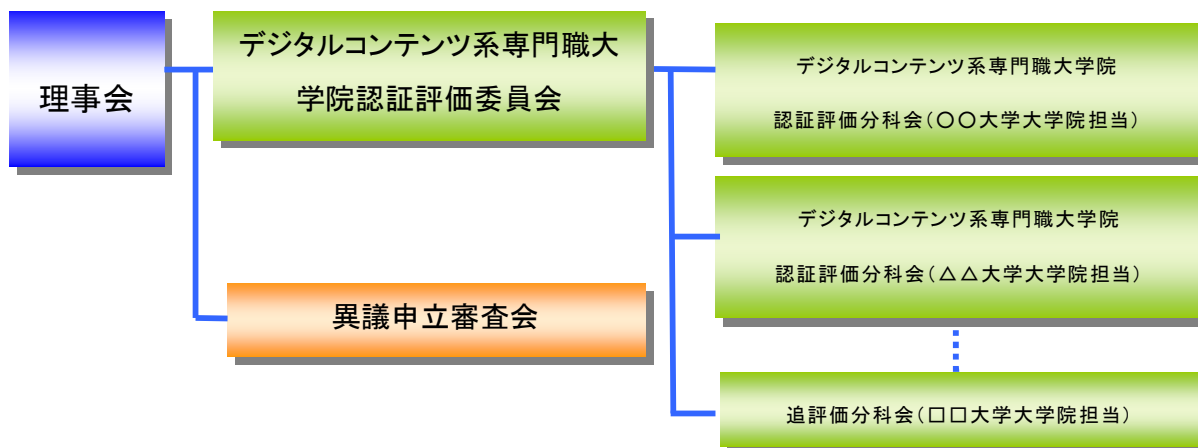 理事会
デジタルコンテンツ系専門職大
学院認証評価委員会
異議申立審査会
デジタルコンテンツ系専門職大学院
認証評価分科会(〇〇大学大学院担当)
デジタルコンテンツ系専門職大学院
認証評価分科会(△△大学大学院担当)
追評価分科会(□□大学大学院担当)